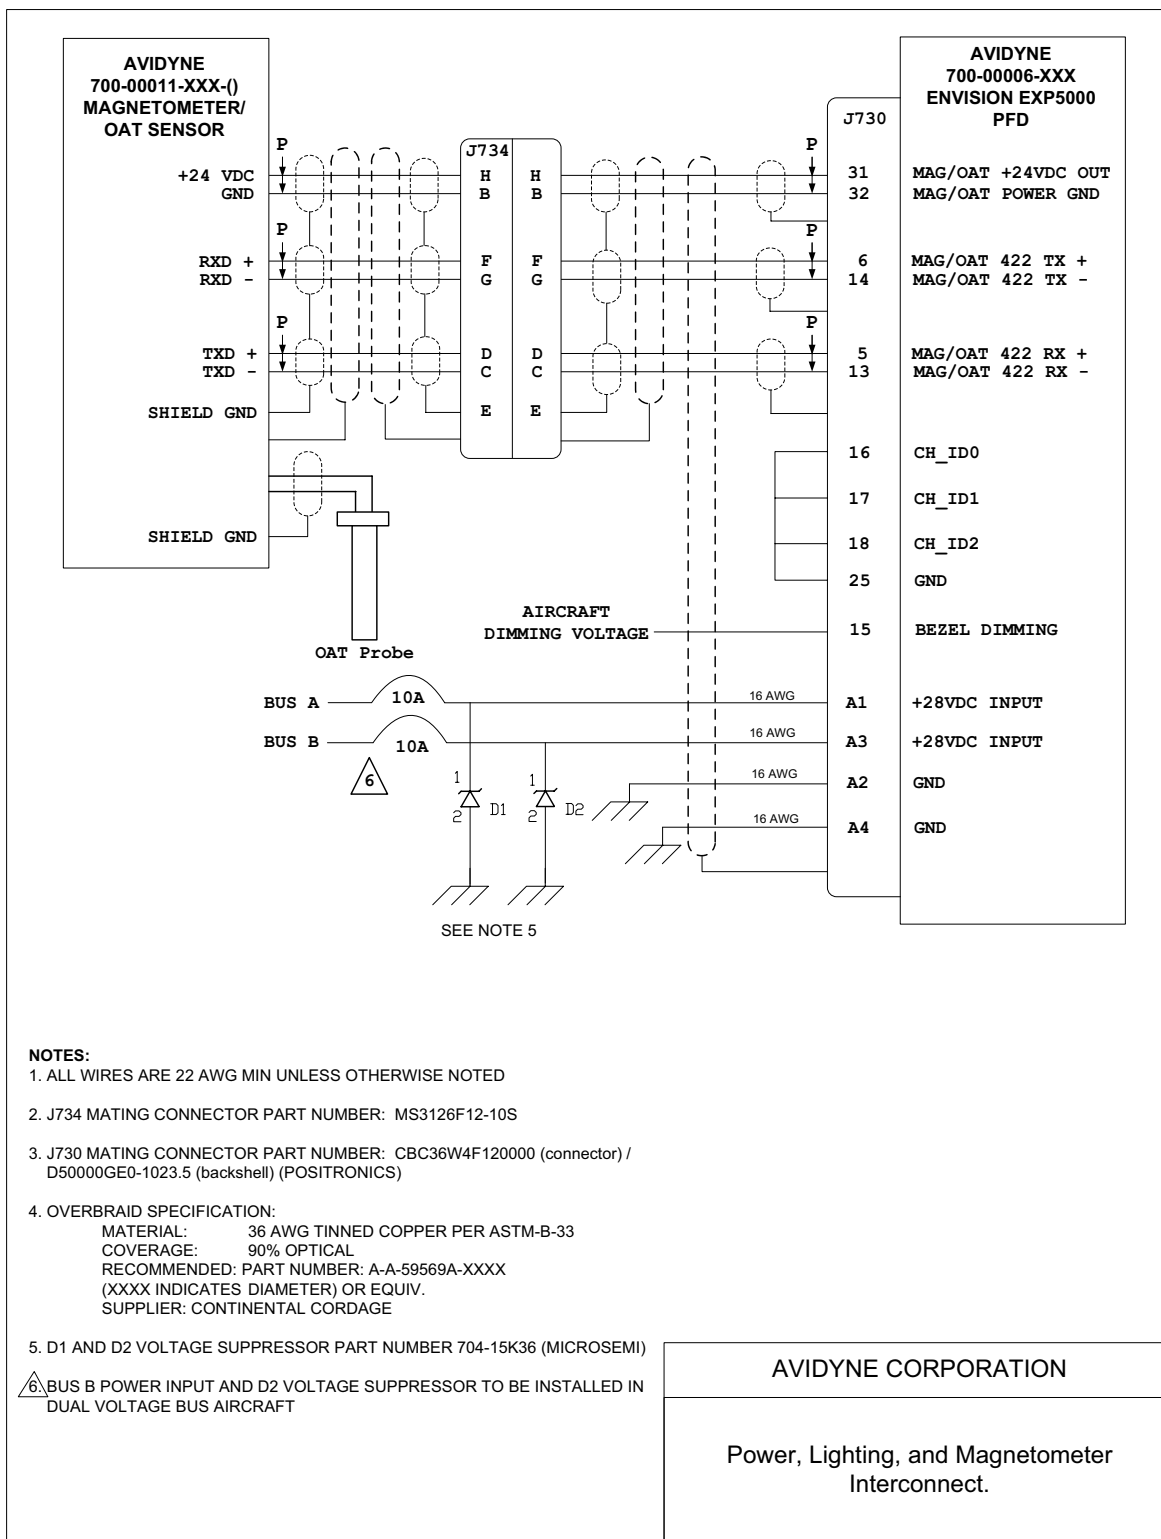 AVIDYNE
700-00011-XXX-()
MAGNETOMETER/
OAT SENSOR
AVIDYNE
700-00006-XXX
ENVISION EXP5000
PFD
J730
J734
P
P
+24 VDC H H 31 MAG/OAT +24VDC OUT
GND B B 32 MAG/OAT POWER GND
P
P
RXD + F F 6 MAG/OAT 422 TX +
RXD - G G 14 MAG/OAT 422 TX -
P
P
TXD + D D 5 MAG/OAT 422 RX +
TXD - C C 13 MAG/OAT 422 RX -
SHIELD GND E E
16 CH_ID0
17 CH_ID1
SHIELD GND
18 CH_ID2
25 GND
AIRCRAFT
DIMMING VOLTAGE 15 BEZEL DIMMING
OAT Probe
BUS A 10A 16 AWG A1 +28VDC INPUT
BUS B 10A 16 AWG A3 +28VDC INPUT
6
16 AWG A2 GND
1 1
D1 D2
2 2
16 AWG A4 GND
SEE NOTE 5
NOTES:
1. ALL WIRES ARE 22 AWG MIN UNLESS OTHERWISE NOTED
2. J734 MATING CONNECTOR PART NUMBER: MS3126F12-10S
3. J730 MATING CONNECTOR PART NUMBER: CBC36W4F120000 (connector) /
D50000GE0-1023.5 (backshell) (POSITRONICS)
4. OVERBRAID SPECIFICATION:
MATERIAL: 36 AWG TINNED COPPER PER ASTM-B-33
COVERAGE: 90% OPTICAL
RECOMMENDED: PART NUMBER: A-A-59569A-XXXX
(XXXX INDICATES DIAMETER) OR EQUIV.
SUPPLIER: CONTINENTAL CORDAGE
5. D1 AND D2 VOLTAGE SUPPRESSOR PART NUMBER 704-15K36 (MICROSEMI)
6. BUS B POWER INPUT AND D2 VOLTAGE SUPPRESSOR TO BE INSTALLED IN
DUAL VOLTAGE BUS AIRCRAFT
AVIDYNE CORPORATION
Power, Lighting, and Magnetometer
Interconnect.